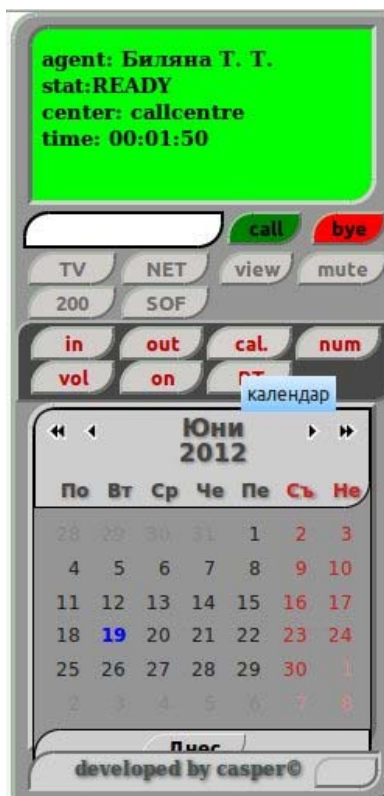 agent: Биляна Т. Т.
stat:READY
center: callcentre
time: 00:01:50
call bye
TV NET view mute
200 SOF
in out cal. num
vol on
календар
Юни
2012
По Вт Ср Че Пе Съ Не
28 29 30 31 1 2 3
4 5 6 7 8 9 10
11 12 13 14 15 16 17
18 19 20 21 22 23 24
25 26 27 28 29 30 1
2 3 4 5 6 7 8
Днес
developed by casper©